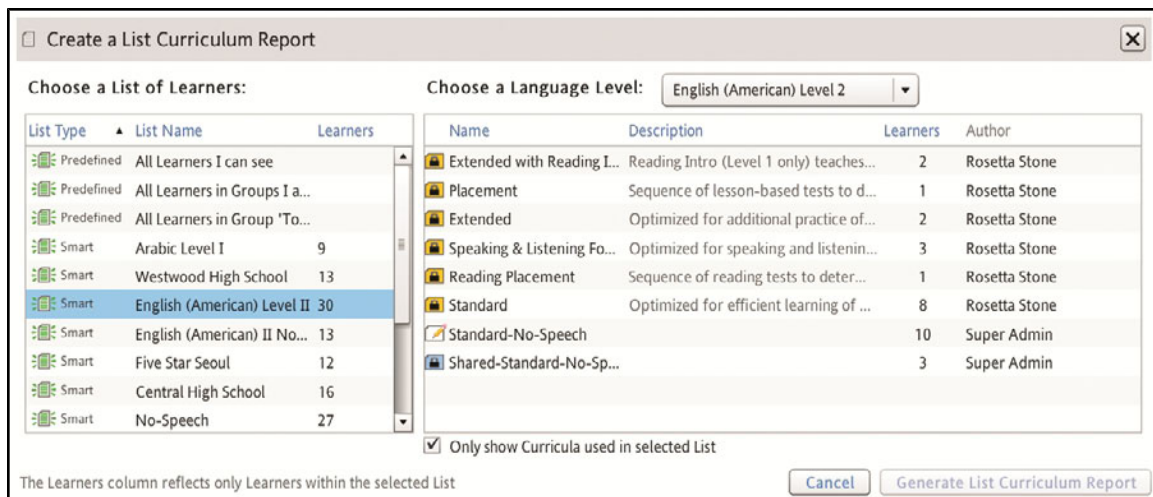 Create a List Curriculum Report
Choose a List of Learners:
Choose a Language Level: English (American) Level 2
List Type List Name Learners
Predefined All Learners I can see
Predefined All Learners in Groups I a...
Predefined All Learners in Group 'To...
Smart Arabic Level I 9
Smart Westwood High School 13
Smart English (American) Level II 30
Smart English (American) II No... 13
Smart Five Star Seoul 12
Smart Central High School 16
Smart No-Speech 27
Name Description Learners Author
Extended with Reading I... Reading Intro (Level 1 only) teaches... 2 Rosetta Stone
Placement Sequence of lesson-based tests to d... 1 Rosetta Stone
Extended Optimized for additional practice of... 2 Rosetta Stone
Speaking & Listening Fo... Optimized for speaking and listenin... 3 Rosetta Stone
Reading Placement Sequence of reading tests to deter... 1 Rosetta Stone
Standard Optimized for efficient learning of ... 8 Rosetta Stone
Standard-No-Speech 10 Super Admin
Shared-Standard-No-Sp... 3 Super Admin
Only show Curricula used in selected List
The Learners column reflects only Learners within the selected List
Cancel Generate List Curriculum Report